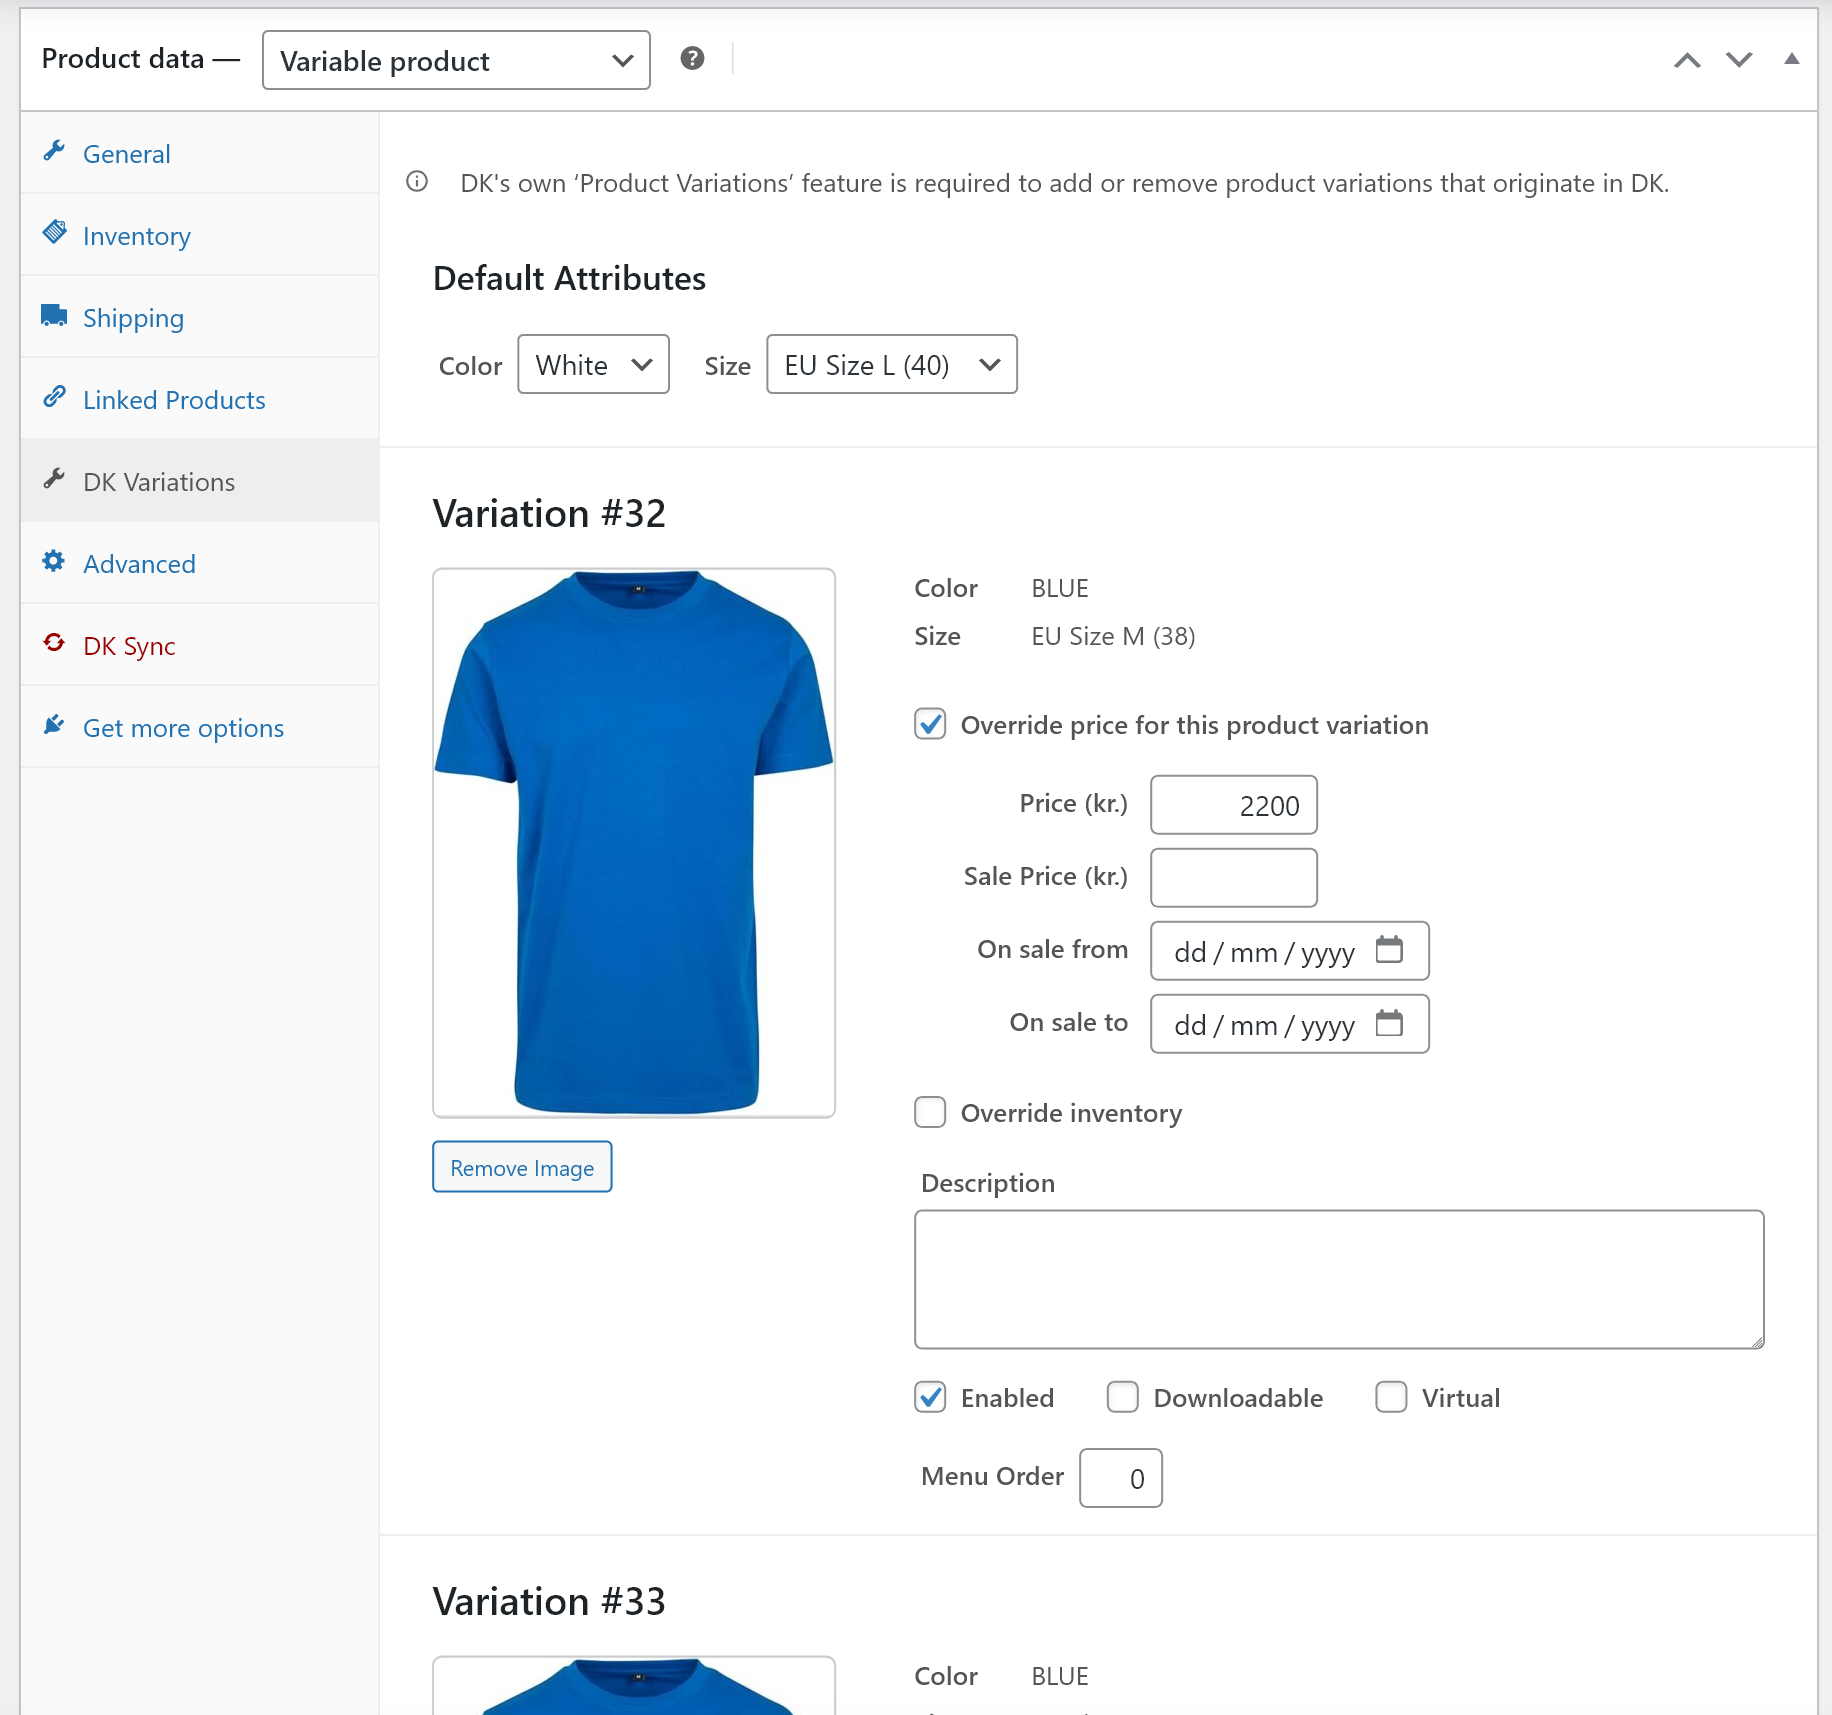 Product data —
Variable product
General
Inventory
Shipping
Linked Products
DK Variations
Advanced
DK Sync
Get more options
DK's own ‘Product Variations’ feature is required to add or remove product variations that originate in DK.
Default Attributes
Color White Size EU Size L (40)
Variation #32
Color BLUE
Size EU Size M (38)
Override price for this product variation
Price (kr.) 2200
Sale Price (kr.)
On sale from dd/mm/yyyy
On sale to dd/mm/yyyy
Override inventory
Remove Image
Description
Enabled Downloadable Virtual
Menu Order 0
Variation #33
Color BLUE